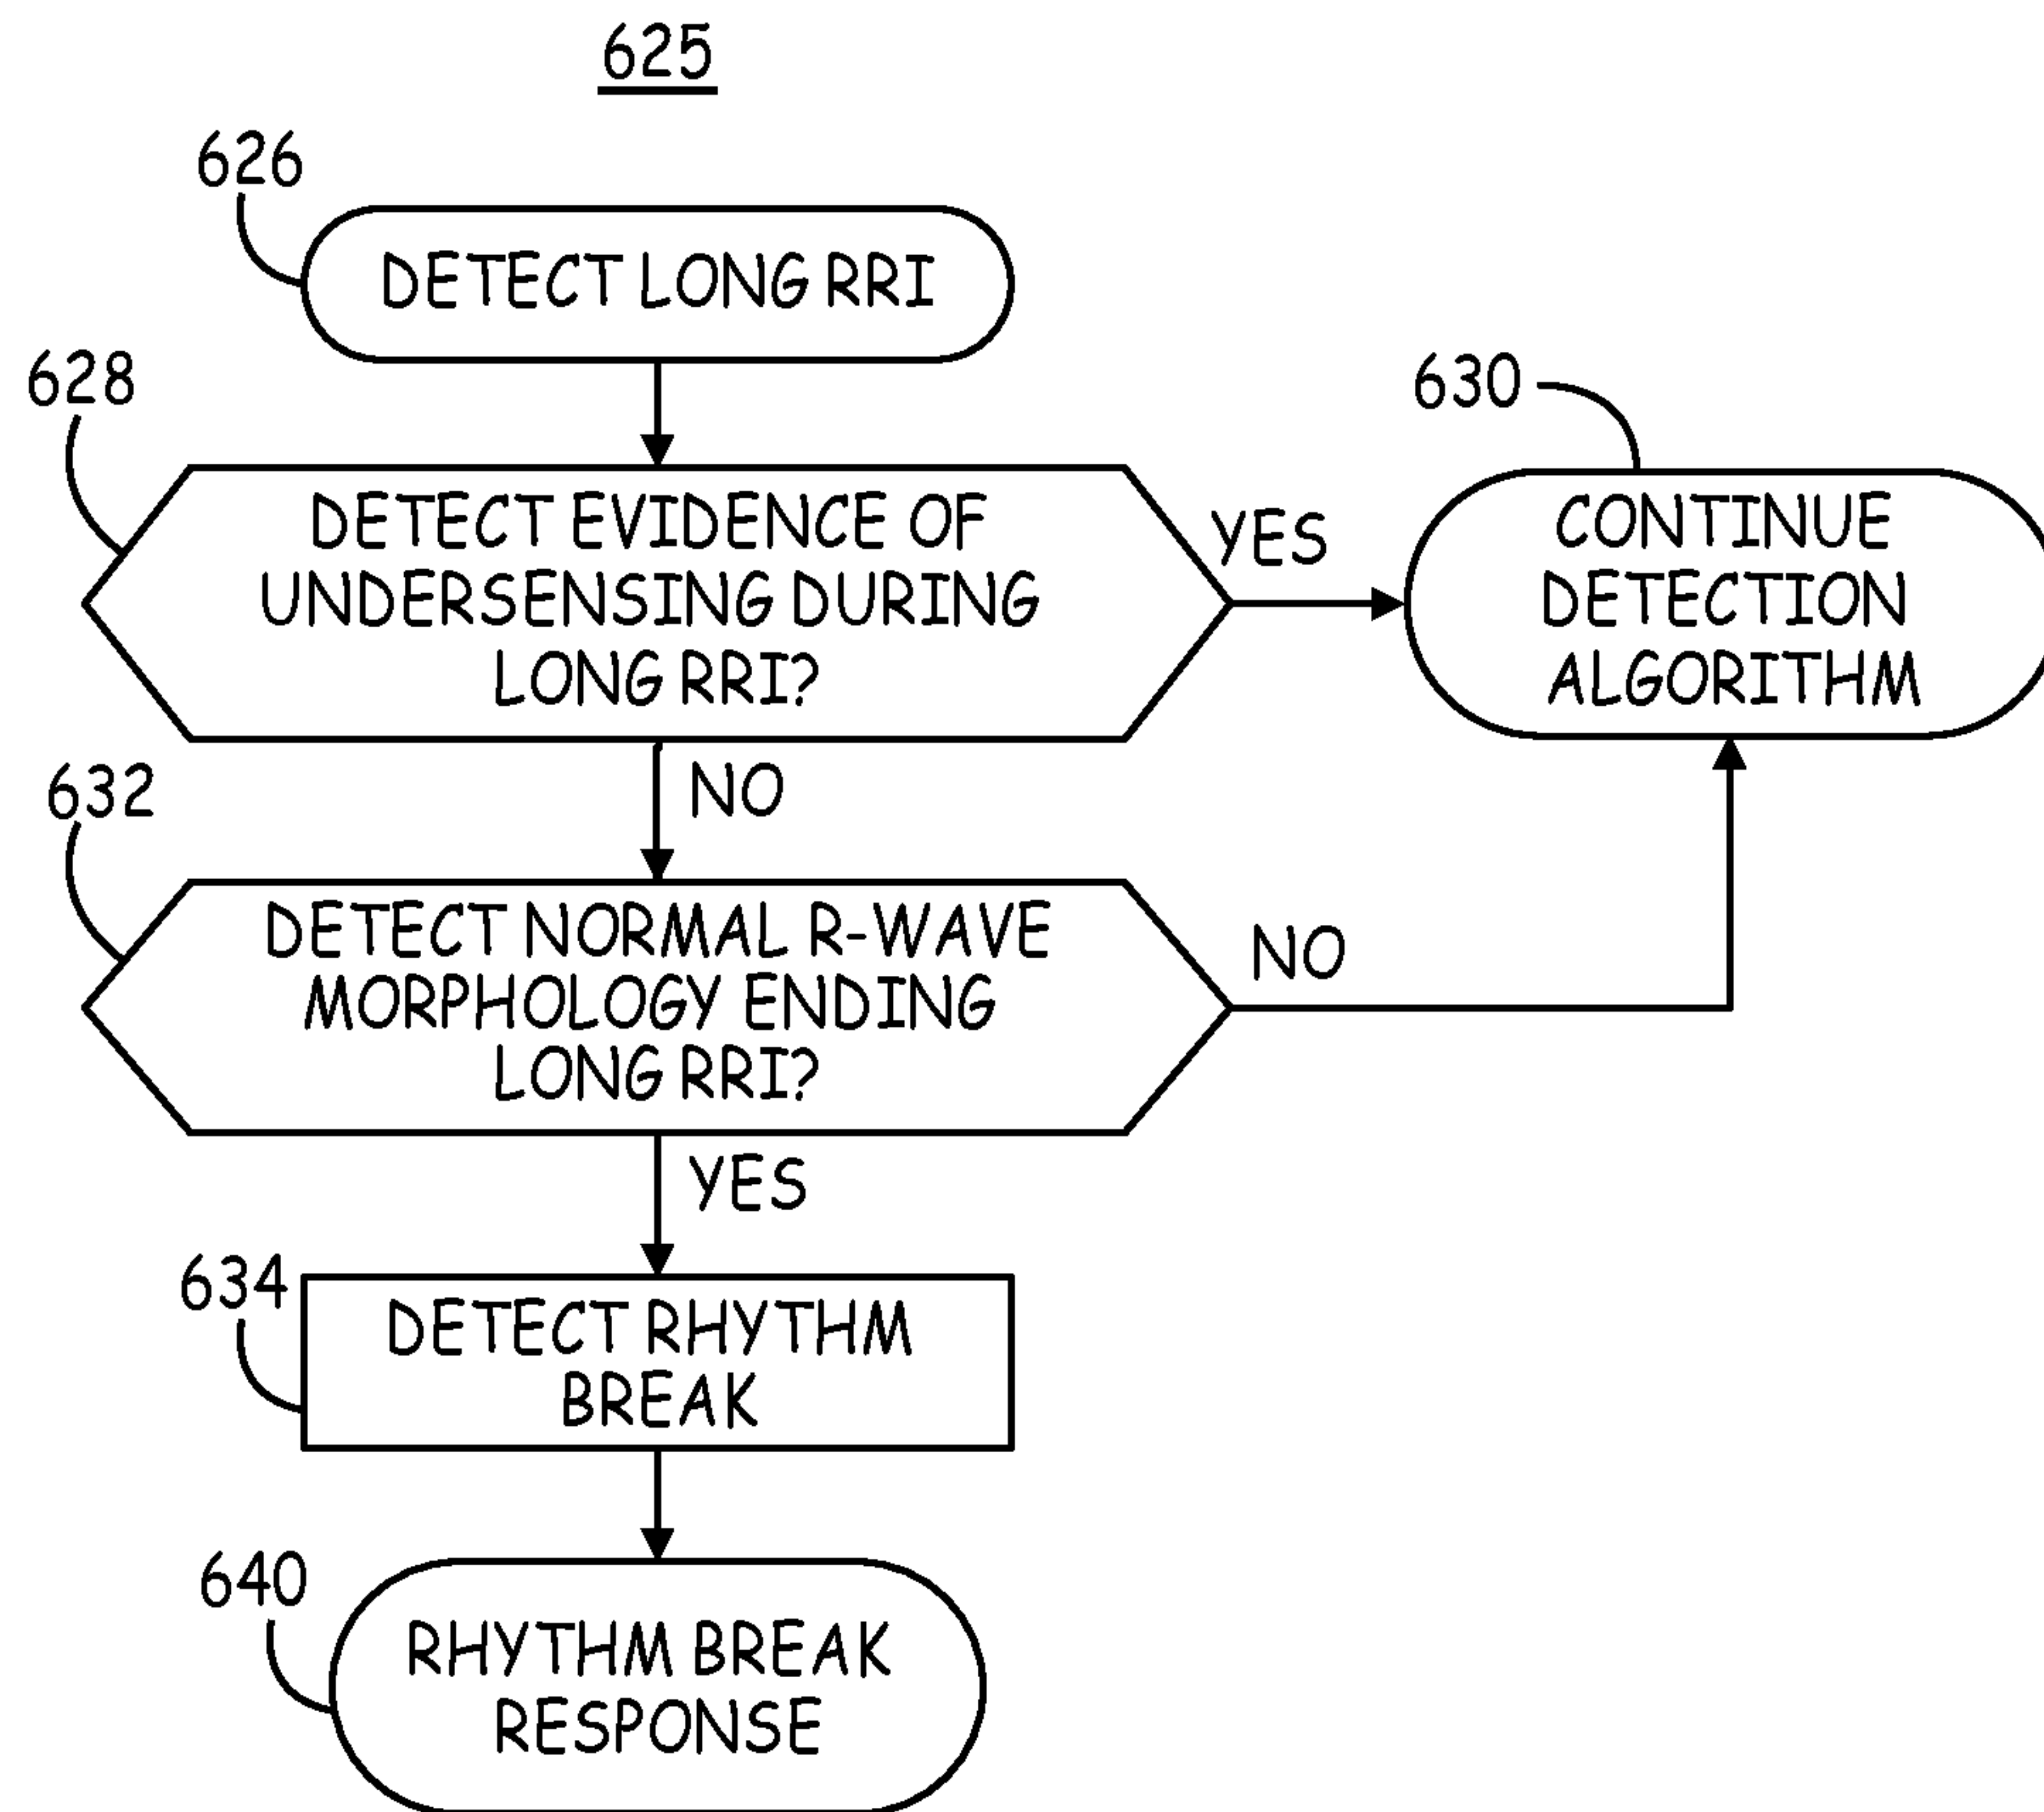 625
626
DETECT LONG RRI
628
DETECT EVIDENCE OF
UNDERSENSING DURING
LONG RRI?
YES
630
CONTINUE
DETECTION
ALGORITHM
NO
632
DETECT NORMAL R-WAVE
MORPHOLOGY ENDING
LONG RRI?
NO
YES
634
DETECT RHYTHM
BREAK
640
RHYTHM BREAK
RESPONSE